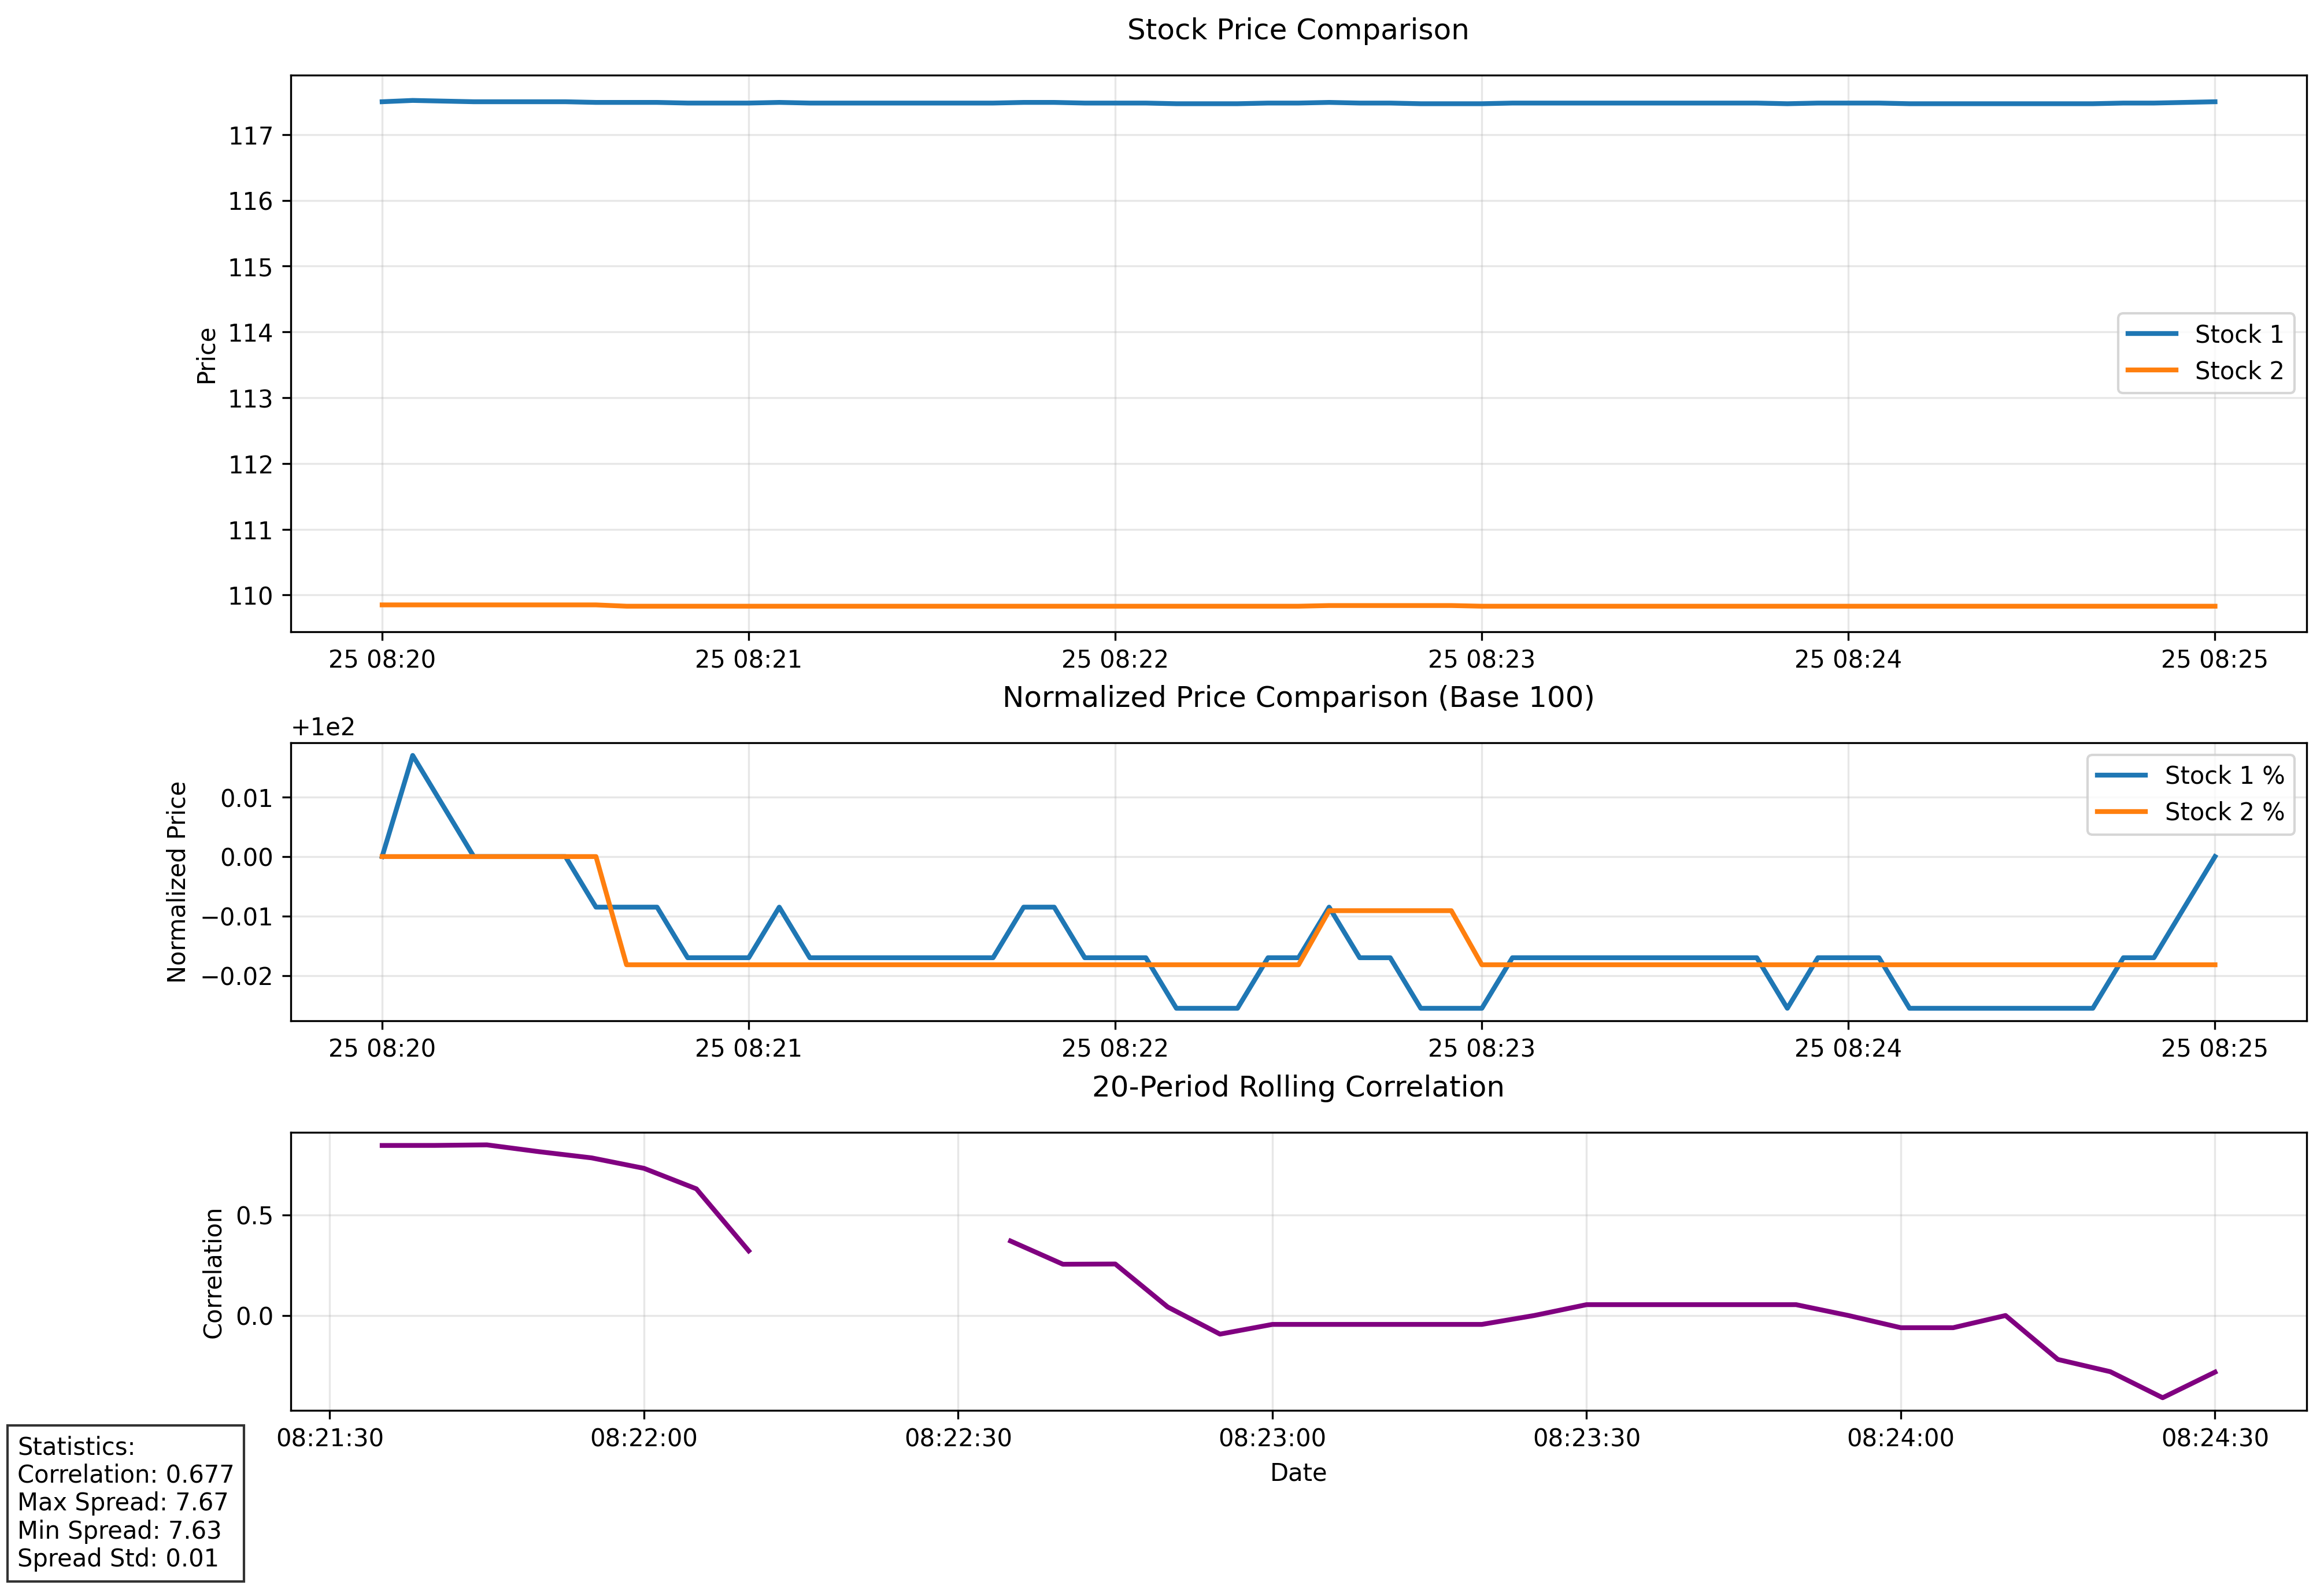 Stock Price Comparison
117
116
115
114
113
112
111
110
Price
Stock 1
Stock 2
25 08:20
25 08:21
25 08:22
25 08:23
25 08:24
25 08:25
Normalized Price Comparison (Base 100)
+1e2
0.01
0.00
−0.01
−0.02
Normalized Price
Stock 1 %
Stock 2 %
25 08:20
25 08:21
25 08:22
25 08:23
25 08:24
25 08:25
20-Period Rolling Correlation
0.5
0.0
Correlation
08:21:30
08:22:00
08:22:30
08:23:00
08:23:30
08:24:00
08:24:30
Date
Statistics:
Correlation: 0.677
Max Spread: 7.67
Min Spread: 7.63
Spread Std: 0.01